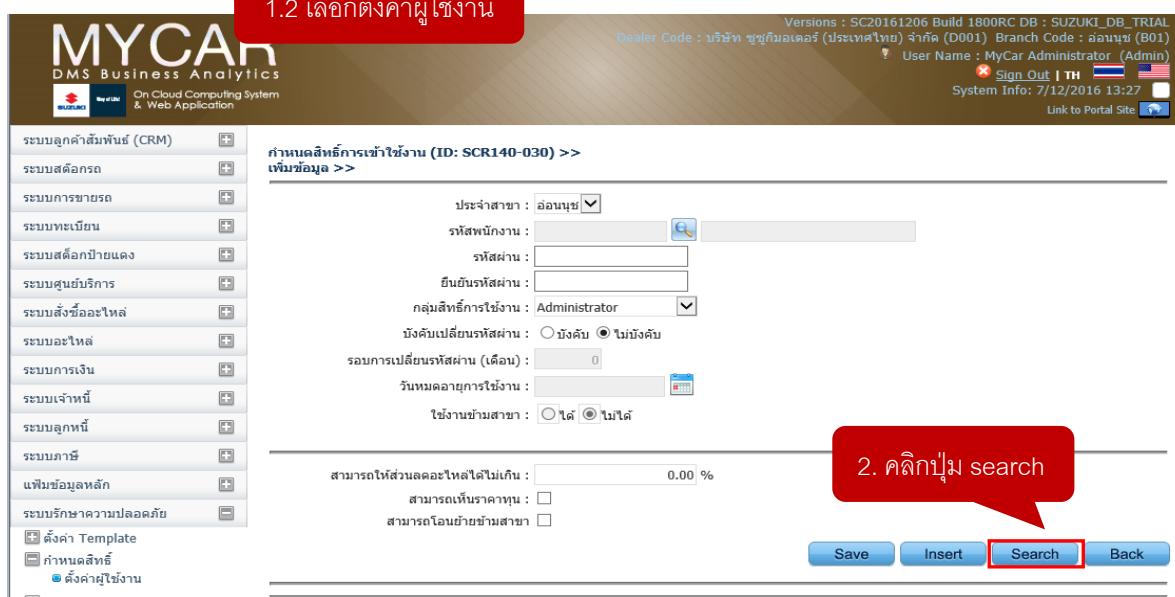 1.2 เลือกตั้งค่าผู้ใช้งาน
MYCAR
DMS Business Analytics
SUZUKI Way of Life! On Cloud Computing System
& Web Application
Versions : SC20161206 Build 1800RC DB : SUZUKI_DB_TRIAL
Dealer Code : บริษัท ซูซูกิมอเตอร์ (ประเทศไทย) จำกัด (D001) Branch Code : อ่อนนุช (B01)
User Name : MyCar Administrator (Admin)
Sign Out | TH
System Info: 7/12/2016 13:27
Link to Portal Site
ระบบลูกค้าสัมพันธ์ (CRM)
ระบบสต๊อกรถ
ระบบการขายรถ
ระบบทะเบียน
ระบบสต็อกป้ายแดง
ระบบศูนย์บริการ
ระบบสั่งซื้ออะไหล่
ระบบอะไหล่
ระบบการเงิน
ระบบเจ้าหนี้
ระบบลูกหนี้
ระบบภาษี
แฟ้มข้อมูลหลัก
ระบบรักษาความปลอดภัย
ตั้งค่า Template
กำหนดสิทธิ์
ตั้งค่าผู้ใช้งาน
กำหนดสิทธิ์การเข้าใช้งาน (ID: SCR140-030) >>
เพิ่มข้อมูล >>
ประจำสาขา : อ่อนนุช
รหัสพนักงาน :
รหัสผ่าน :
ยืนยันรหัสผ่าน :
กลุ่มสิทธิ์การใช้งาน : Administrator
บังคับเปลี่ยนรหัสผ่าน : บังคับ ไม่บังคับ
รอบการเปลี่ยนรหัสผ่าน (เดือน) : 0
วันหมดอายุการใช้งาน :
ใช้งานข้ามสาขา : ได้ ไม่ได้
สามารถให้ส่วนลดอะไหล่ได้ไม่เกิน : 0.00 %
สามารถเห็นราคาทุน :
สามารถโอนย้ายข้ามสาขา
2. คลิกปุ่ม search
Save Insert Search Back